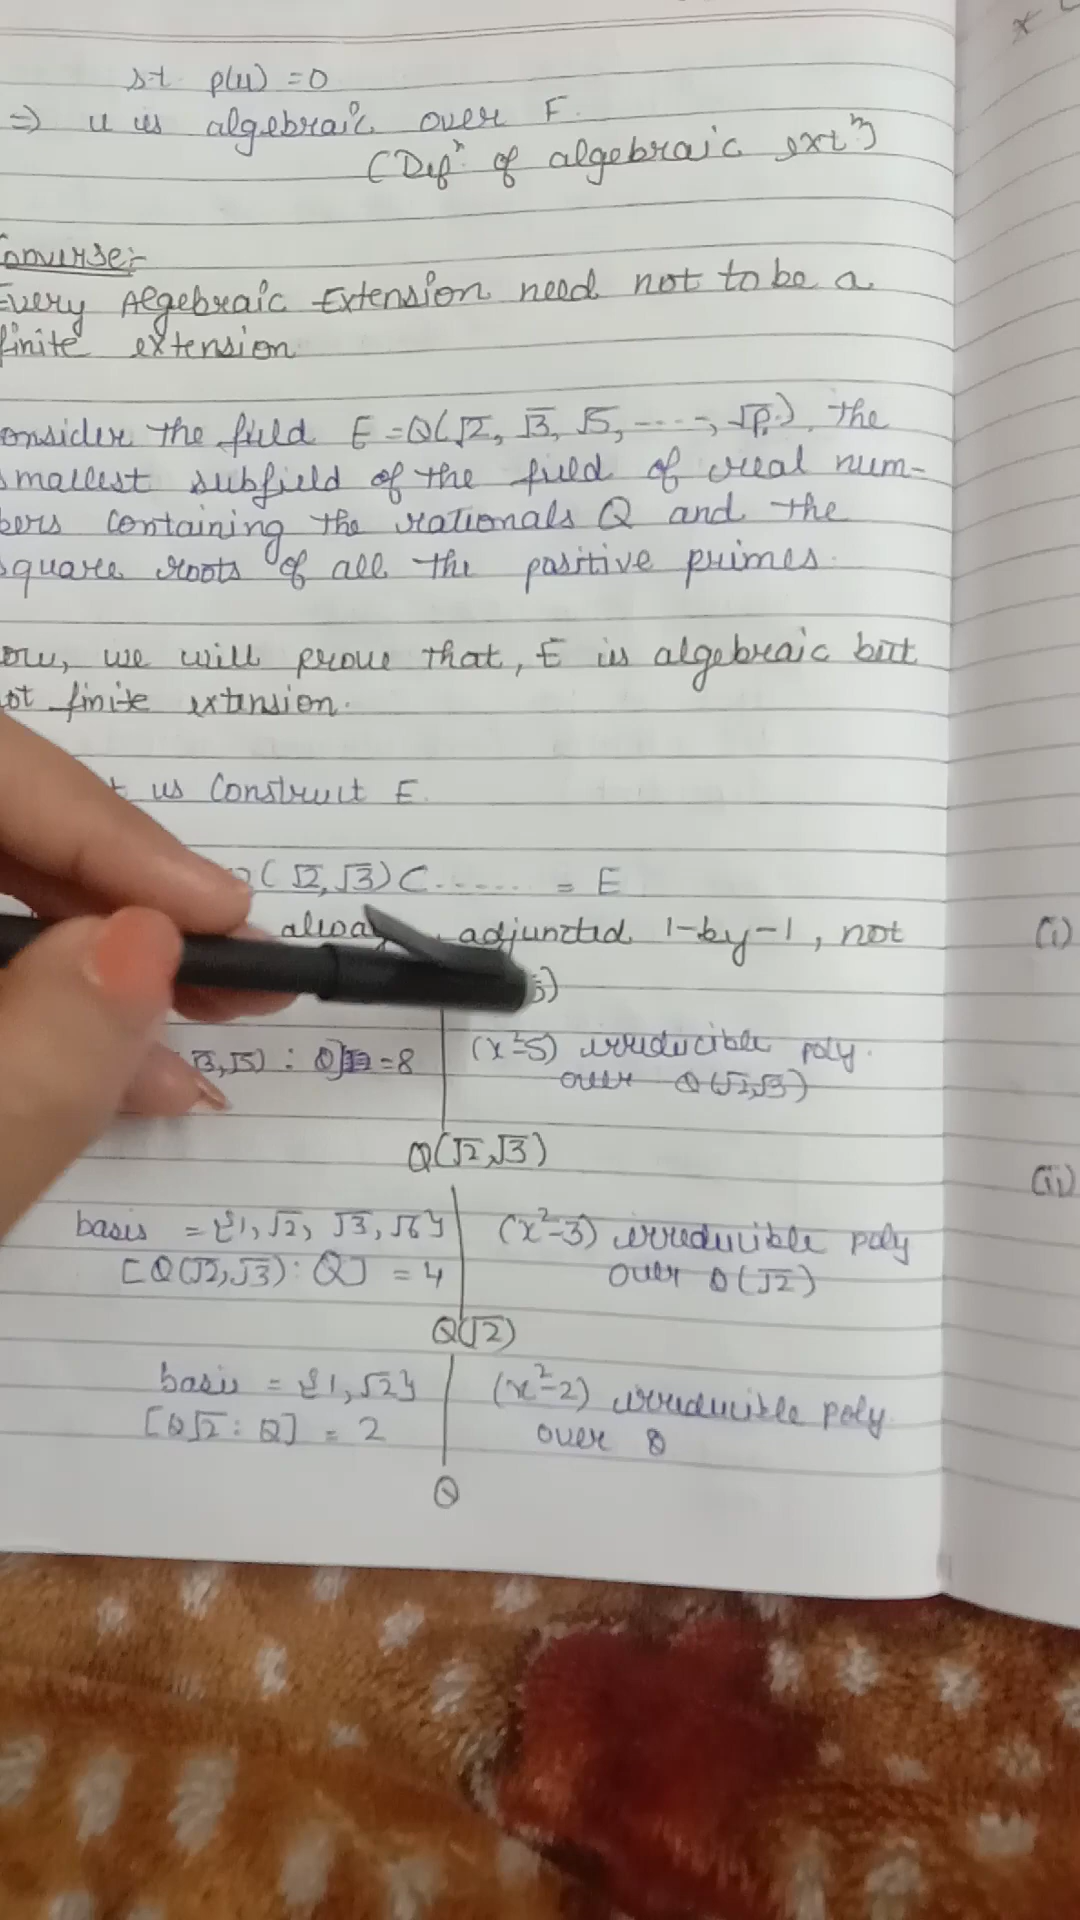 s.t. p(u) = 0
⇒ u is algebraic over F.
(Defⁿ of algebraic extⁿ)
Converse:-
Every Algebraic Extension need not to be a
finite extension
onsider the field E = Q(√2, √3, √5, ----, √p.). The
smallest subfield of the field of real num-
bers containing the rationals Q and the
square roots of all the positive primes.
ow, we will prove that, E is algebraic but
ot finite extension.
t us construct E.
(√2, √3) ⊂ ...... = E
adjuncted 1-by-1, not
(i)
5)
√3, √5) : Q] = 8
(x²-5) irreducible poly.
over Q(√2,√3)
Q(√2,√3)
(ii)
basis = {1, √2, √3, √6}
(x²-3) irreducible poly
[Q(√2,√3) : Q] = 4
over Q(√2)
Q(√2)
basis = {1, √2}
(x²-2) irreducible poly.
[Q√2 : Q] = 2
over Q
Q